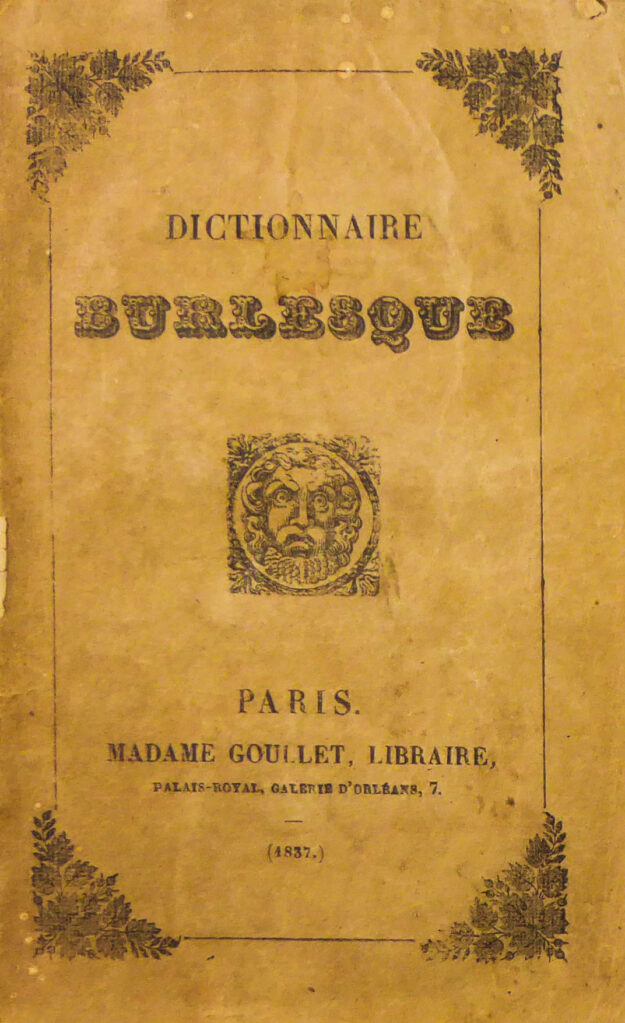 DICTIONNAIRE
BURLESQUE
PARIS.
MADAME GOULLET, LIBRAIRE,
PALAIS-ROYAL, GALERIE D'ORLÉANS, 7.
(1837.)